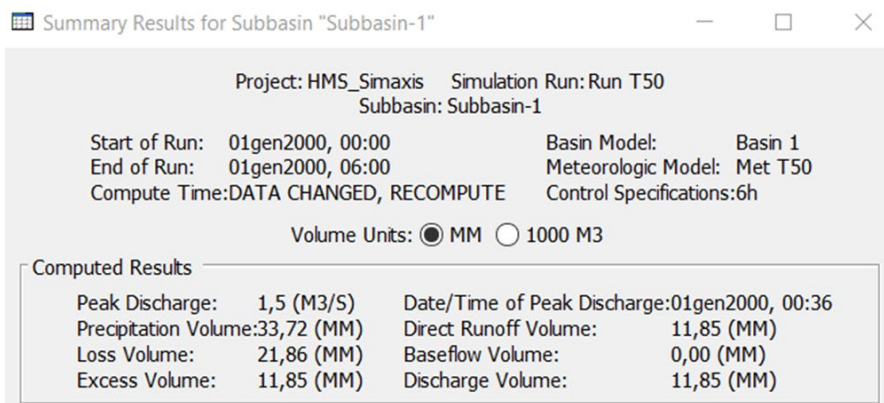 Summary Results for Subbasin "Subbasin-1"
Project: HMS_Simaxis Simulation Run: Run T50
Subbasin: Subbasin-1
Start of Run: 01gen2000, 00:00 Basin Model: Basin 1
End of Run: 01gen2000, 06:00 Meteorologic Model: Met T50
Compute Time:DATA CHANGED, RECOMPUTE Control Specifications:6h
Volume Units: MM 1000 M3
Computed Results
Peak Discharge: 1,5 (M3/S) Date/Time of Peak Discharge:01gen2000, 00:36
Precipitation Volume:33,72 (MM) Direct Runoff Volume: 11,85 (MM)
Loss Volume: 21,86 (MM) Baseflow Volume: 0,00 (MM)
Excess Volume: 11,85 (MM) Discharge Volume: 11,85 (MM)